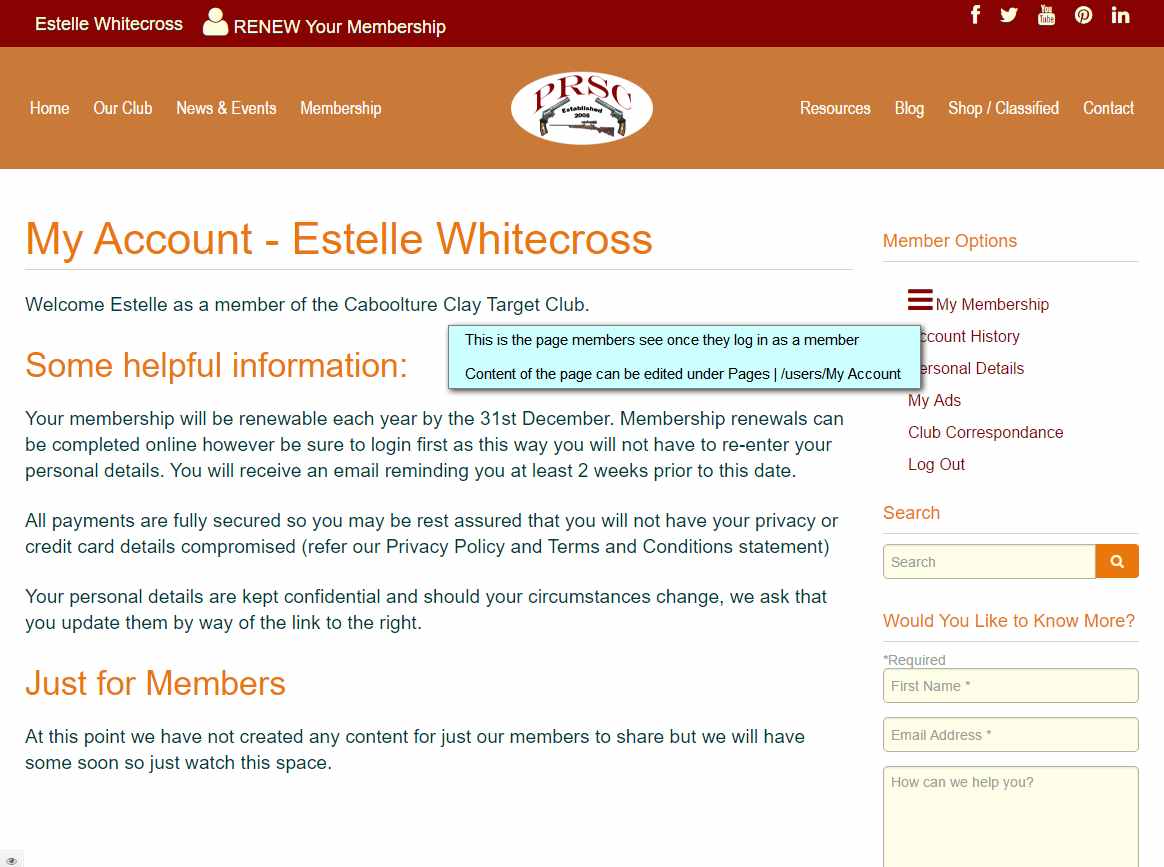 Estelle Whitecross RENEW Your Membership
You
Tube
Home Our Club News & Events Membership
PRSC
Established
2005
Resources Blog Shop / Classified Contact
My Account - Estelle Whitecross
Welcome Estelle as a member of the Caboolture Clay Target Club.
This is the page members see once they log in as a member
Content of the page can be edited under Pages | /users/My Account
Some helpful information:
Your membership will be renewable each year by the 31st December. Membership renewals can
be completed online however be sure to login first as this way you will not have to re-enter your
personal details. You will receive an email reminding you at least 2 weeks prior to this date.
All payments are fully secured so you may be rest assured that you will not have your privacy or
credit card details compromised (refer our Privacy Policy and Terms and Conditions statement)
Your personal details are kept confidential and should your circumstances change, we ask that
you update them by way of the link to the right.
Just for Members
At this point we have not created any content for just our members to share but we will have
some soon so just watch this space.
Member Options
My Membership
ccount History
ersonal Details
My Ads
Club Correspondance
Log Out
Search
Search
Would You Like to Know More?
*Required
First Name *
Email Address *
How can we help you?